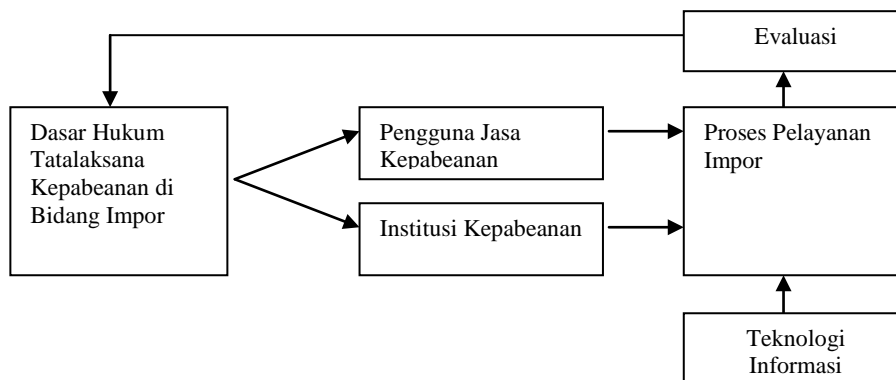 Evaluasi
Dasar Hukum
Tatalaksana
Kepabeanan di
Bidang Impor
Pengguna Jasa
Kepabeanan
Institusi Kepabeanan
Proses Pelayanan
Impor
Teknologi
Informasi